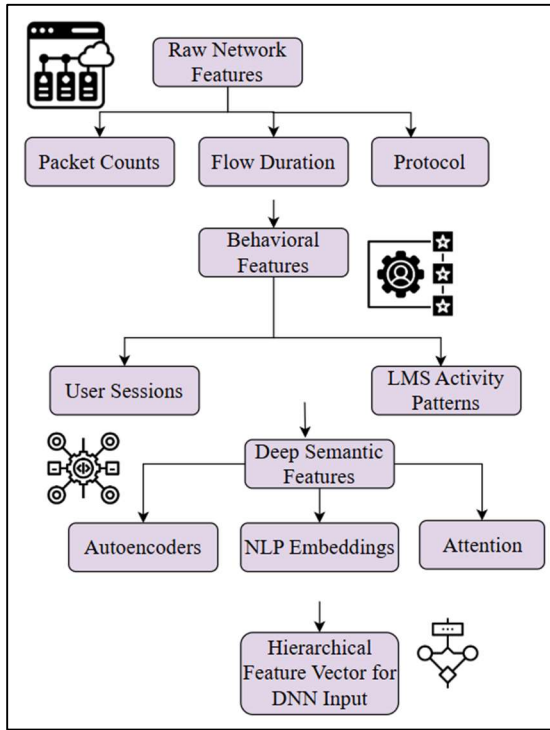 Raw Network
Features
Packet Counts
Flow Duration
Protocol
Behavioral
Features
User Sessions
LMS Activity
Patterns
Deep Semantic
Features
Autoencoders
NLP Embeddings
Attention
Hierarchical
Feature Vector for
DNN Input